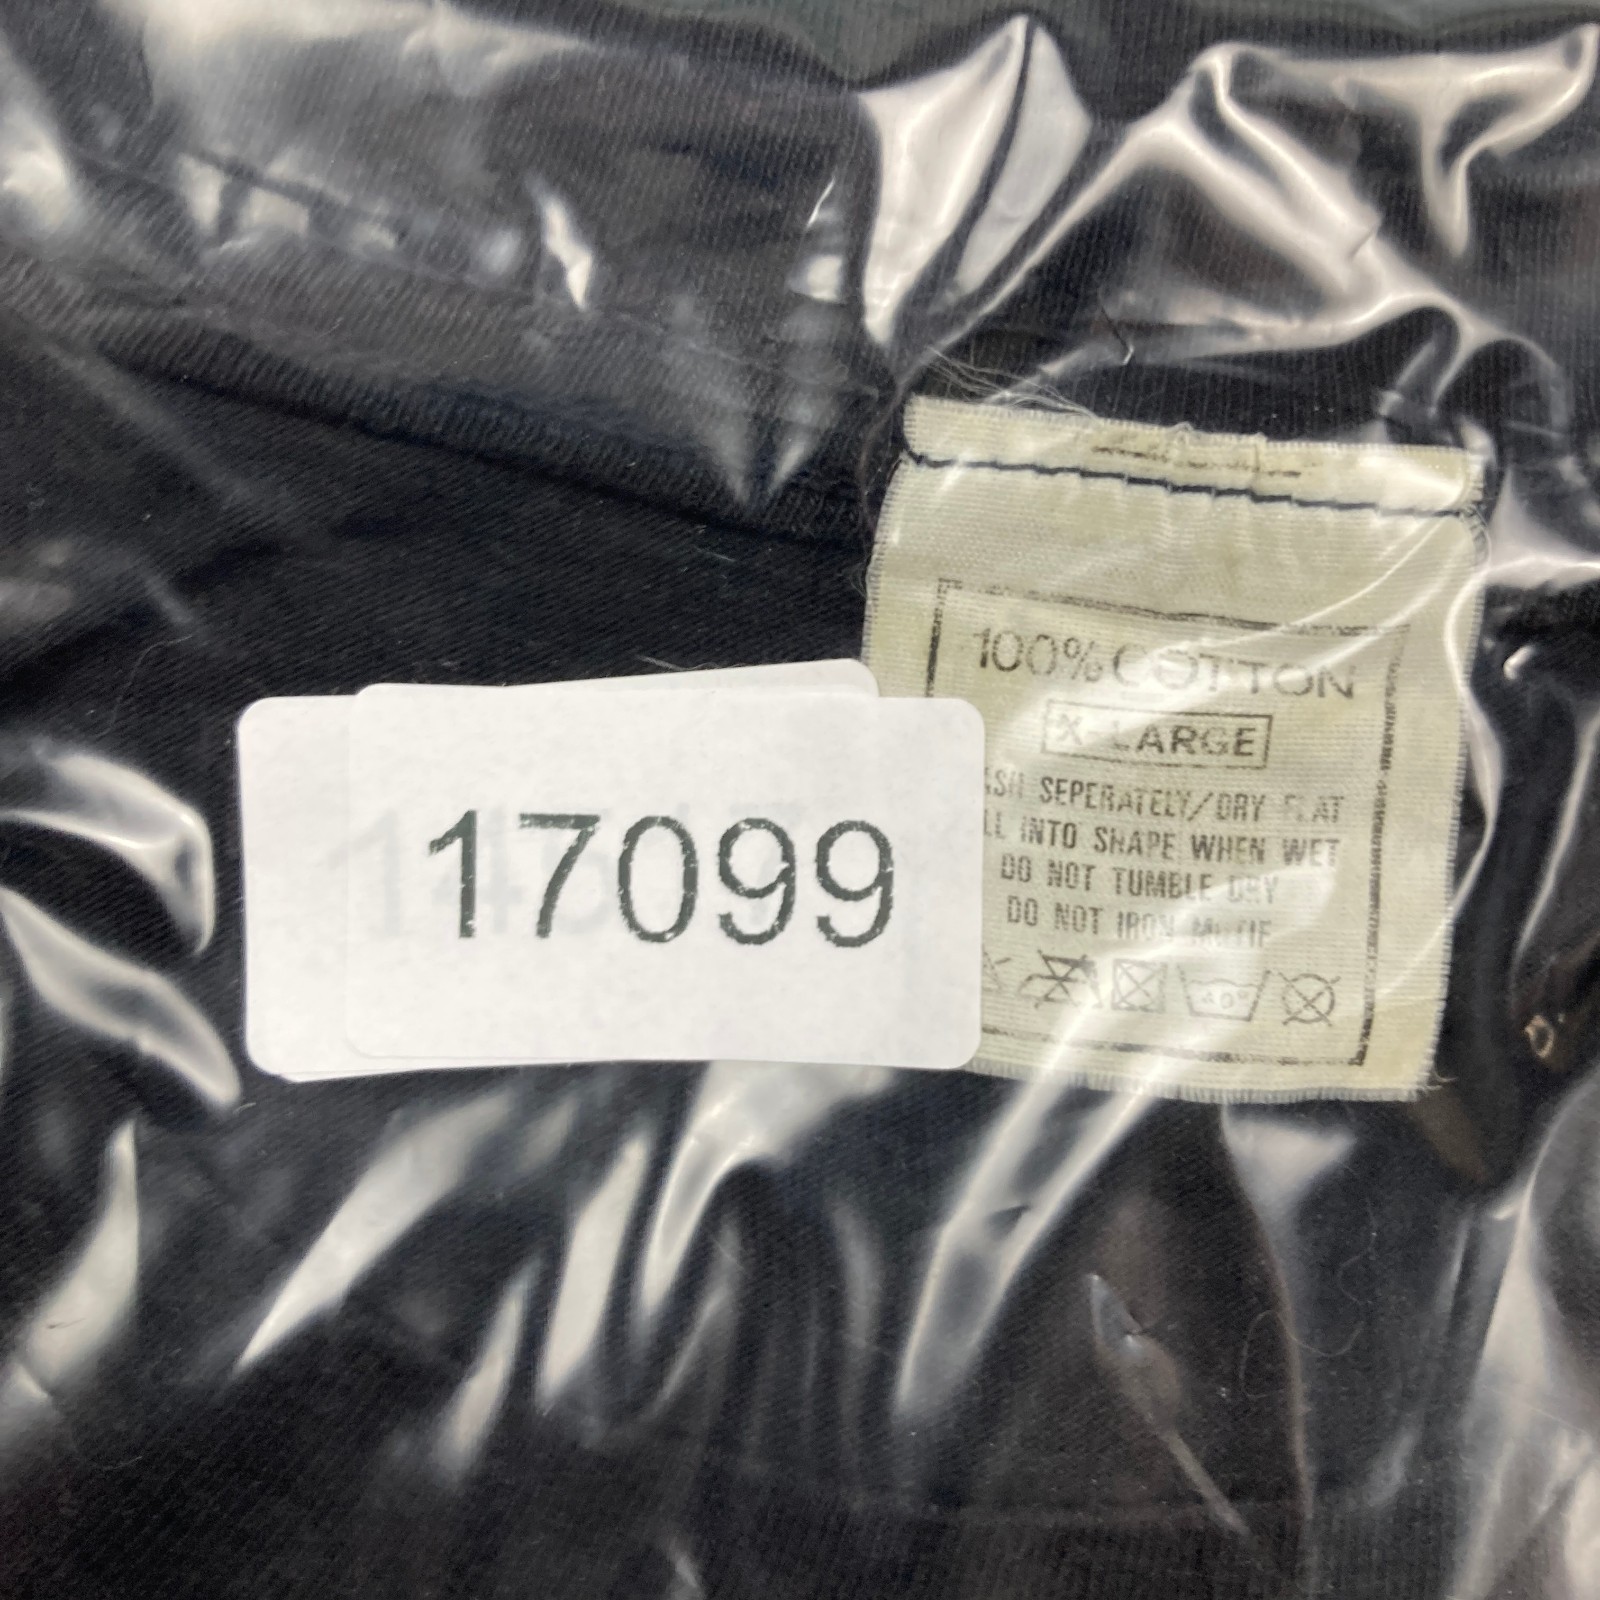 100% COTTON
X-LARGE
SEPERATELY/DRY FLAT
INTO SHAPE WHEN WET
DO NOT TUMBLE DRY
DO NOT IRON MOTIF
40°
17099